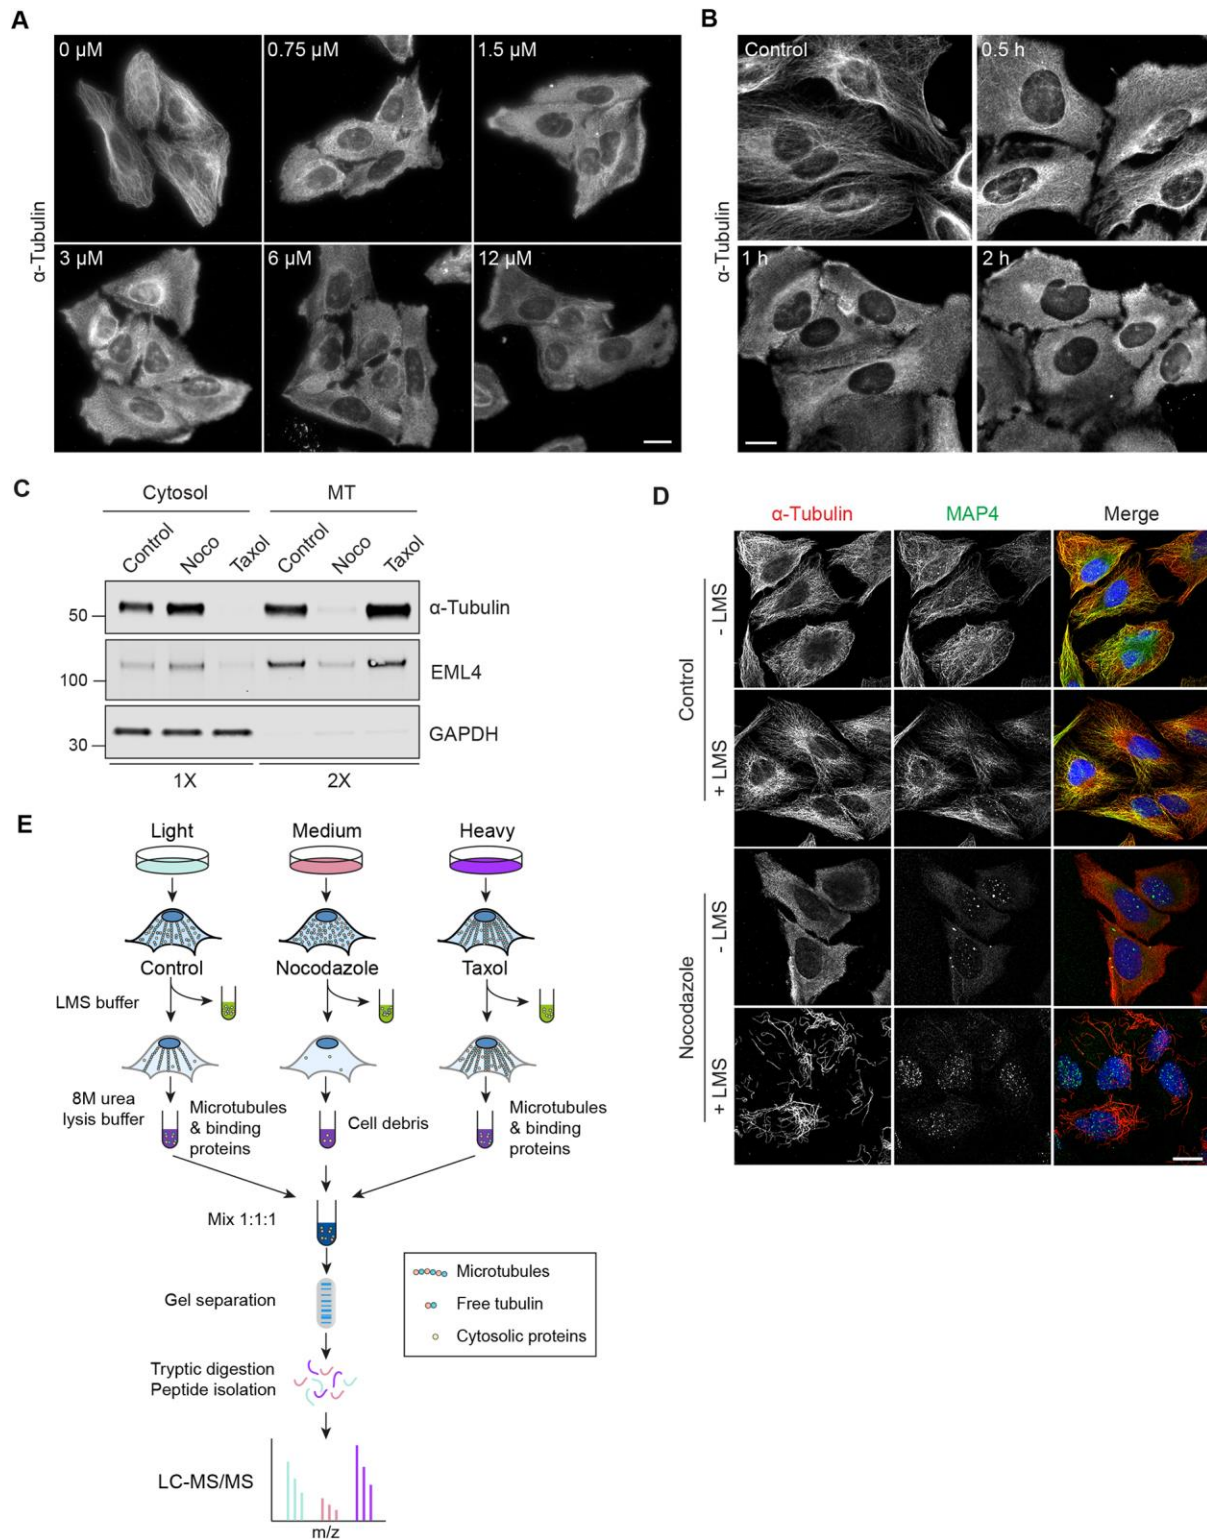 A
0 µM
0.75 µM
1.5 µM
3 µM
6 µM
12 µM
α-Tubulin
B
Control
0.5 h
1 h
2 h
α-Tubulin
C
Cytosol
MT
Control
Noco
Taxol
Control
Noco
Taxol
50
α-Tubulin
100
EML4
30
GAPDH
1X
2X
D
α-Tubulin
MAP4
Merge
Control
- LMS
+ LMS
Nocodazole
- LMS
+ LMS
E
Light
Medium
Heavy
Control
Nocodazole
Taxol
LMS buffer
8M urea
lysis buffer
Microtubules
& binding
proteins
Cell debris
Microtubules
& binding
proteins
Mix 1:1:1
Gel separation
Microtubules
Free tubulin
Cytosolic proteins
Tryptic digestion
Peptide isolation
LC-MS/MS
m/z